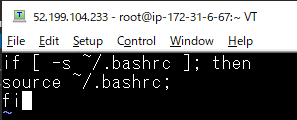 52.199.104.233 - root@ip-172-31-6-67:~ VT
File Edit Setup Control Window Help
if [ -s ~/.bashrc ]; then
source ~/.bashrc;
fi
~